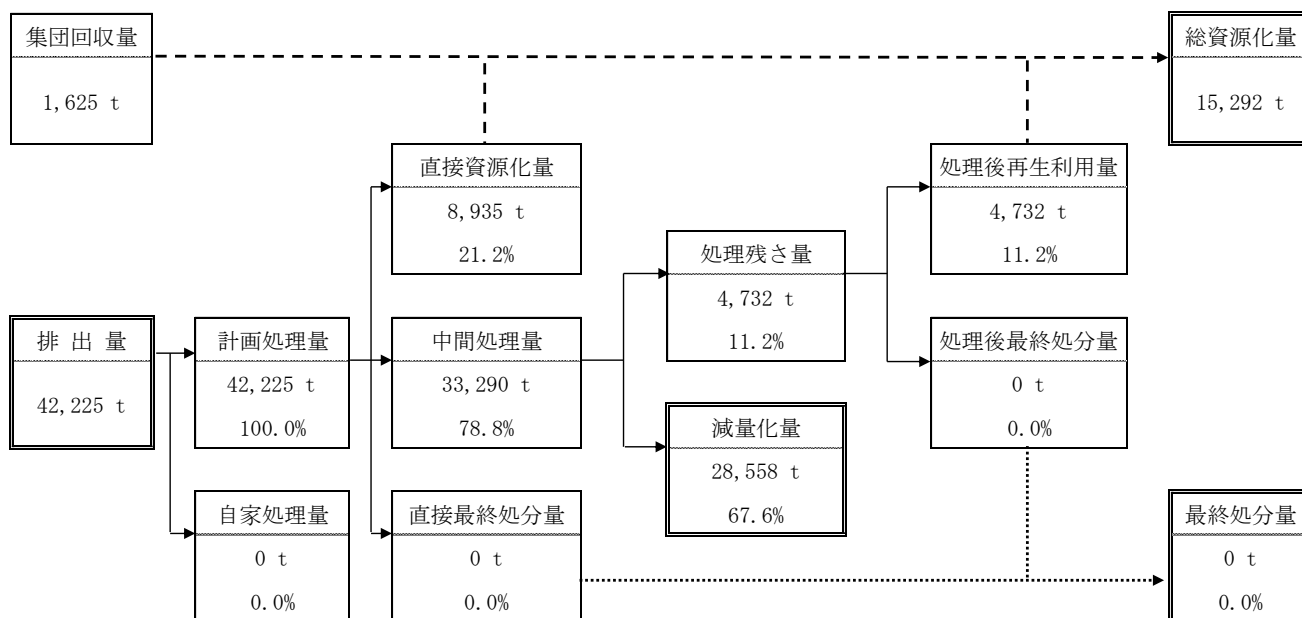 集団回収量
1,625 t
総資源化量
15,292 t
直接資源化量
8,935 t
21.2%
処理後再生利用量
4,732 t
11.2%
処理残さ量
4,732 t
11.2%
排 出 量
42,225 t
計画処理量
42,225 t
100.0%
中間処理量
33,290 t
78.8%
処理後最終処分量
0 t
0.0%
減量化量
28,558 t
67.6%
自家処理量
0 t
0.0%
直接最終処分量
0 t
0.0%
最終処分量
0 t
0.0%